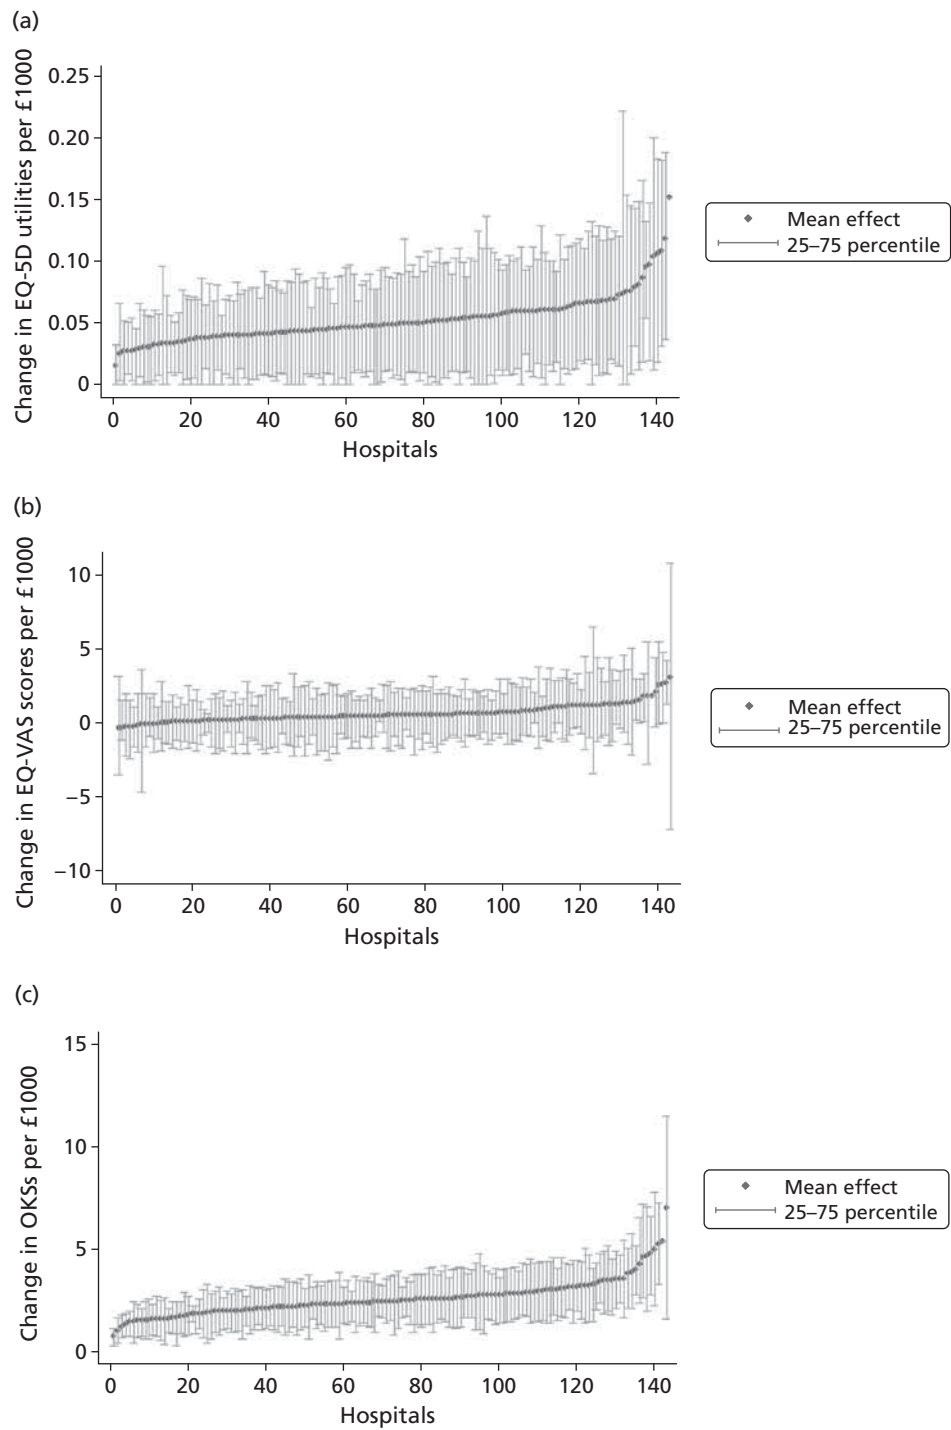 (a)
Change in EQ-5D utilities per £1000
0.25
0.20
0.15
0.10
0.05
0
0 20 40 60 80 100 120 140
Hospitals
Mean effect
25–75 percentile
(b)
Change in EQ-VAS scores per £1000
10
5
0
−5
−10
0 20 40 60 80 100 120 140
Hospitals
Mean effect
25–75 percentile
(c)
Change in OKSs per £1000
15
10
5
0
0 20 40 60 80 100 120 140
Hospitals
Mean effect
25–75 percentile